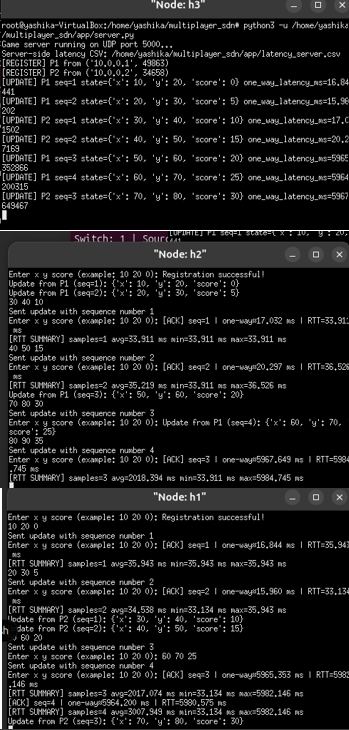 "Node: h3"
root@yashika-VirtualBox:/home/yashika/multiplayer_sdn# python3 -u /home/yashika
/multiplayer_sdn/app/server.py
Game server running on UDP port 5000...
Server-side latency CSV: /home/yashika/multiplayer_sdn/app/latency_server.csv
[REGISTER] P1 from ('10.0.0.1', 49863)
[REGISTER] P2 from ('10.0.0.2', 34658)
[UPDATE] P1 seq=1 state={'x': 10, 'y': 20, 'score': 0} one_way_latency_ms=16.844
441
[UPDATE] P1 seq=2 state={'x': 20, 'y': 30, 'score': 5} one_way_latency_ms=15.96
202
[UPDATE] P2 seq=1 state={'x': 30, 'y': 40, 'score': 10} one_way_latency_ms=17.0
1502
[UPDATE] P2 seq=2 state={'x': 40, 'y': 50, 'score': 15} one_way_latency_ms=20.2
7169
[UPDATE] P1 seq=3 state={'x': 50, 'y': 60, 'score': 20} one_way_latency_ms=5965
352866
[UPDATE] P1 seq=4 state={'x': 60, 'y': 70, 'score': 25} one_way_latency_ms=5964
200315
[UPDATE] P2 seq=3 state={'x': 70, 'y': 80, 'score': 30} one_way_latency_ms=5967
649467
Switch: 1 |
"Node: h2"
Enter x y score (example: 10 20 0): Registration successful!
Update from P1 (seq=1): {'x': 10, 'y': 20, 'score': 0}
Update from P1 (seq=2): {'x': 20, 'y': 30, 'score': 5}
30 40 10
Sent update with sequence number 1
Enter x y score (example: 10 20 0): [ACK] seq=1 | one-way=17.032 ms | RTT=33.911
ms
[RTT SUMMARY] samples=1 avg=33.911 ms min=33.911 ms max=33.911 ms
40 50 15
Sent update with sequence number 2
Enter x y score (example: 10 20 0): [ACK] seq=2 | one-way=20.297 ms | RTT=36.526
ms
[RTT SUMMARY] samples=2 avg=35.219 ms min=33.911 ms max=36.526 ms
Update from P1 (seq=3): {'x': 50, 'y': 60, 'score': 20}
70 80 30
Sent update with sequence number 3
Enter x y score (example: 10 20 0): Update from P1 (seq=4): {'x': 60, 'y': 70, '
score': 25}
80 90 35
Sent update with sequence number 4
Enter x y score (example: 10 20 0): [ACK] seq=3 | one-way=5967.649 ms | RTT=5984
.745 ms
[RTT SUMMARY] samples=3 avg=2018.394 ms min=33.911 ms max=5984.745 ms
"Node: h1"
Enter x y score (example: 10 20 0): Registration successful!
10 20 0
Sent update with sequence number 1
Enter x y score (example: 10 20 0): [ACK] seq=1 | one-way=16.844 ms | RTT=35.943
ms
[RTT SUMMARY] samples=1 avg=35.943 ms min=35.943 ms max=35.943 ms
20 30 5
Sent update with sequence number 2
Enter x y score (example: 10 20 0): [ACK] seq=2 | one-way=15.960 ms | RTT=33.134
ms
[RTT SUMMARY] samples=2 avg=34.538 ms min=33.134 ms max=35.943 ms
Update from P2 (seq=1): {'x': 30, 'y': 40, 'score': 10}
date from P2 (seq=2): {'x': 40, 'y': 50, 'score': 15}
60 20
Sent update with sequence number 3
Enter x y score (example: 10 20 0): 60 70 25
Sent update with sequence number 4
Enter x y score (example: 10 20 0): [ACK] seq=3 | one-way=5965.353 ms | RTT=5982
.146 ms
[RTT SUMMARY] samples=3 avg=2017.074 ms min=33.134 ms max=5982.146 ms
[ACK] seq=4 | one-way=5964.200 ms | RTT=5980.575 ms
[RTT SUMMARY] samples=4 avg=3007.949 ms min=33.134 ms max=5982.146 ms
Update from P2 (seq=3): {'x': 70, 'y': 80, 'score': 30}